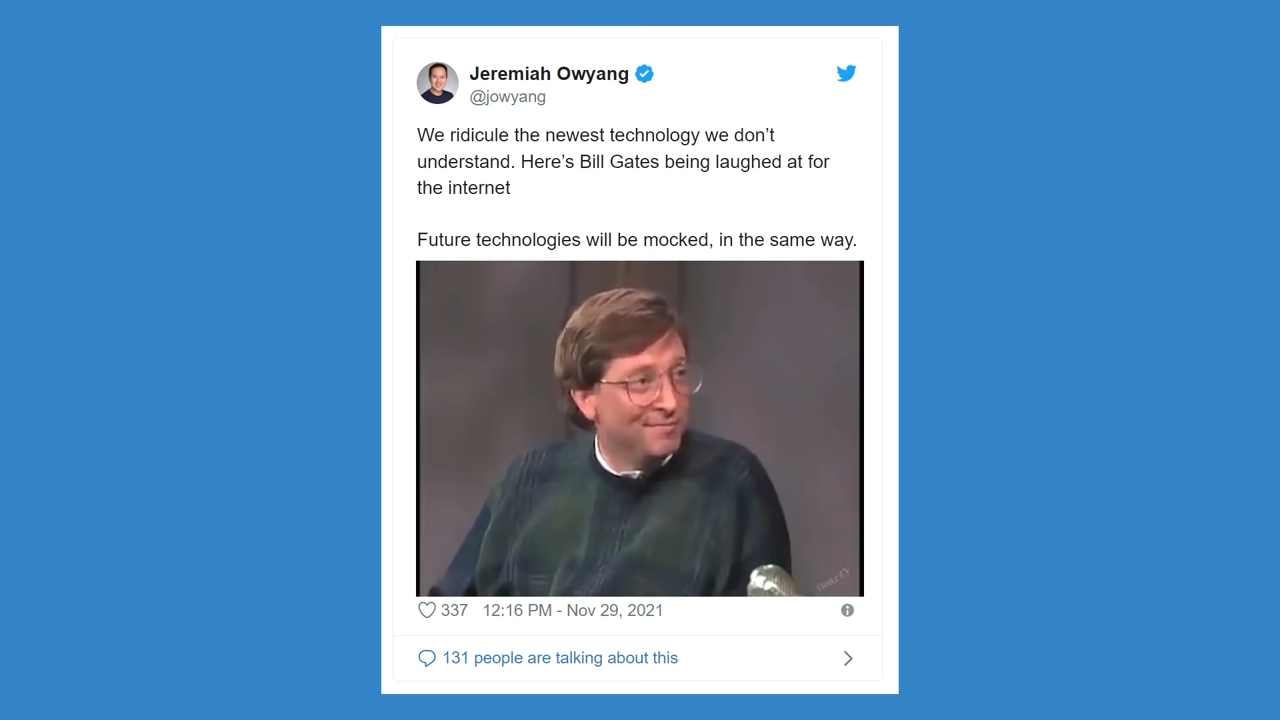 Jeremiah Owyang
@jowyang
We ridicule the newest technology we don’t
understand. Here’s Bill Gates being laughed at for
the internet
Future technologies will be mocked, in the same way.
337 12:16 PM - Nov 29, 2021
131 people are talking about this